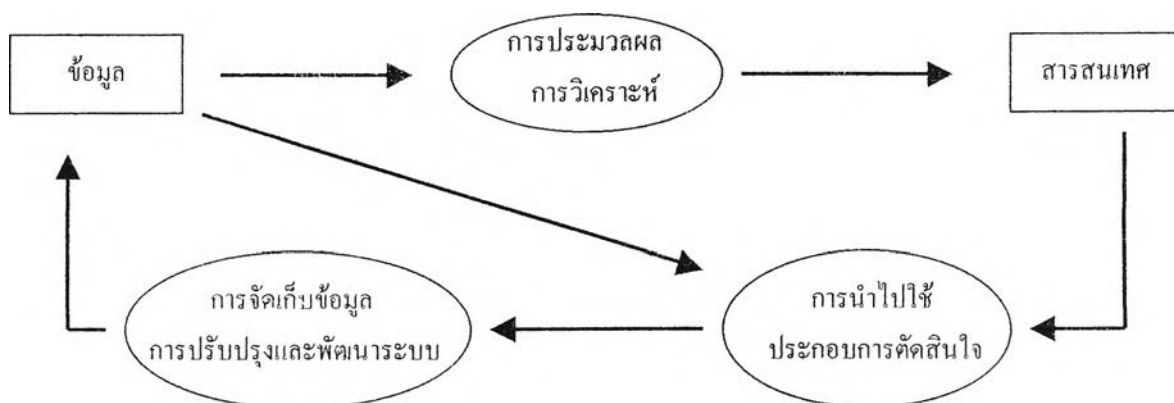 ข้อมูล
การประมวลผล
การวิเคราะห์
สารสนเทศ
การจัดเก็บข้อมูล
การปรับปรุงและพัฒนาระบบ
การนำไปใช้
ประกอบการตัดสินใจ